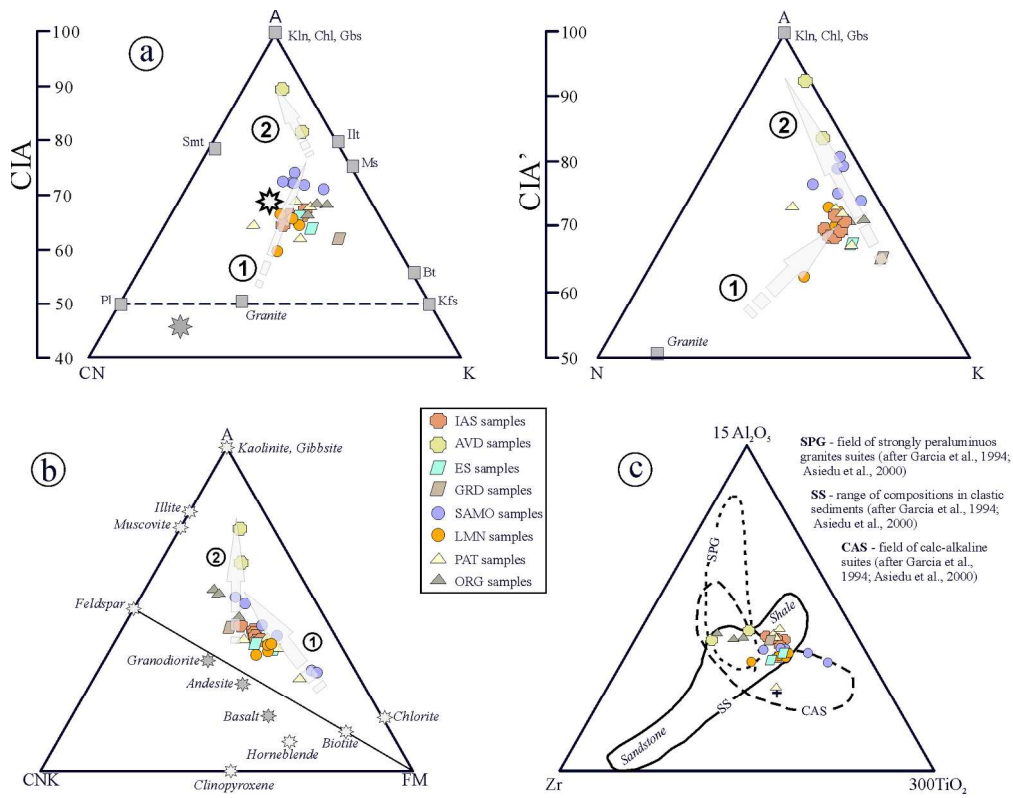 a
A
Kln, Chl, Gbs
CIA
100
90
80
70
60
50
40
2
1
Smt
Ilt
Ms
Bt
Pl
Kfs
Granite
CN
K
A
Kln, Chl, Gbs
CIA'
100
90
80
70
60
50
2
1
Granite
N
K
b
A
Kaolinite, Gibbsite
Illite
Muscovite
2
Feldspar
1
Granodiorite
Andesite
Basalt
Chlorite
Biotite
Horneblende
CNK
FM
Clinopyroxene
IAS samples
AVD samples
ES samples
GRD samples
SAMO samples
LMN samples
PAT samples
ORG samples
c
15 Al2O5
SPG - field of strongly peraluminuos
granites suites (after Garcia et al., 1994;
Asiedu et al., 2000)
SS - range of compositions in clastic
sediments (after Garcia et al., 1994;
Asiedu et al., 2000)
CAS - field of calc-alkaline
suites (after Garcia et al.,
1994; Asiedu et al., 2000)
SPG
Shale
SS
CAS
Sandstone
Zr
300TiO2